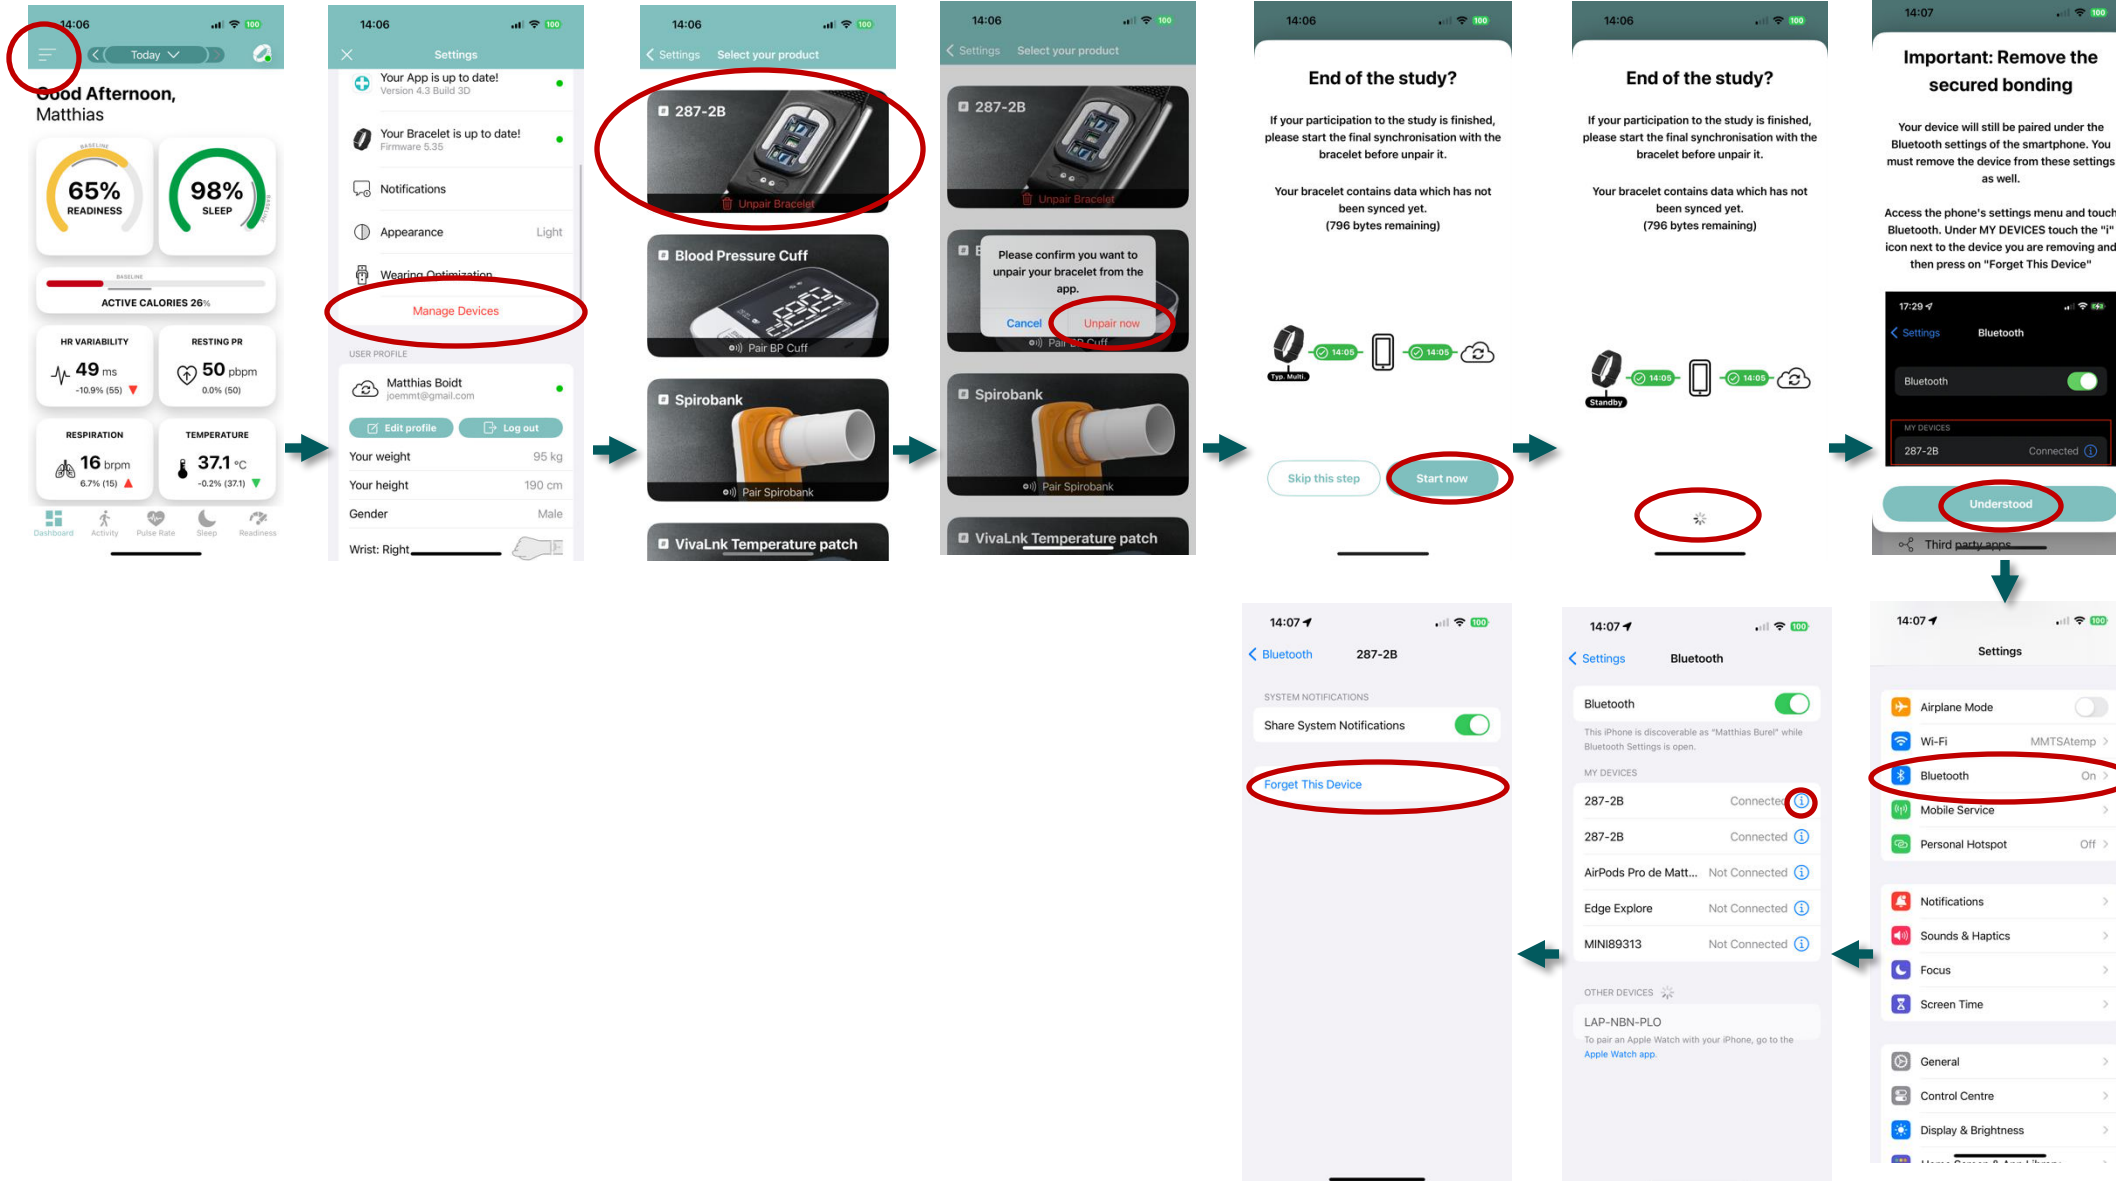 14:06
100
Today
Good Afternoon,
Matthias
BASELINE
65%
READINESS
98%
SLEEP
BASELINE
BASELINE
ACTIVE CALORIES 26%
HR VARIABILITY
49 ms
-10.9% (55)
RESTING PR
50 pbpm
0.0% (50)
RESPIRATION
16 brpm
6.7% (15)
TEMPERATURE
37.1 °C
-0.2% (37.1)
Dashboard
Activity
Pulse Rate
Sleep
Readiness
14:06
100
Settings
Your App is up to date!
Version 4.3 Build 3D
Your Bracelet is up to date!
Firmware 5.35
Notifications
Appearance
Light
Wearing Optimization
Manage Devices
USER PROFILE
Matthias Boidt
joemmt@gmail.com
Edit profile
Log out
Your weight
95 kg
Your height
190 cm
Gender
Male
Wrist: Right
14:06
100
Settings
Select your product
287-2B
Unpair Bracelet
Blood Pressure Cuff
Pair BP Cuff
Spirobank
Pair Spirobank
VivaLnk Temperature patch
14:06
100
Settings
Select your product
287-2B
Unpair Bracelet
Please confirm you want to
unpair your bracelet from the
app.
Cancel
Unpair now
Pair BP Cuff
Spirobank
Pair Spirobank
VivaLnk Temperature patch
14:06
100
End of the study?
If your participation to the study is finished,
please start the final synchronisation with the
bracelet before unpair it.
Your bracelet contains data which has not
been synced yet.
(796 bytes remaining)
14:05
14:05
Typ. Multi.
Skip this step
Start now
14:06
100
End of the study?
If your participation to the study is finished,
please start the final synchronisation with the
bracelet before unpair it.
Your bracelet contains data which has not
been synced yet.
(796 bytes remaining)
14:05
14:05
Standby
14:07
100
Important: Remove the
secured bonding
Your device will still be paired under the
Bluetooth settings of the smartphone. You
must remove the device from these settings
as well.
Access the phone's settings menu and touch
Bluetooth. Under MY DEVICES touch the "i"
icon next to the device you are removing and
then press on "Forget This Device"
17:29
Settings
Bluetooth
Bluetooth
MY DEVICES
287-2B
Connected
Understood
Third party apps
14:07
100
Settings
Airplane Mode
Wi-Fi
MMTSAtemp
Bluetooth
On
Mobile Service
Personal Hotspot
Off
Notifications
Sounds & Haptics
Focus
Screen Time
General
Control Centre
Display & Brightness
14:07
100
Settings
Bluetooth
Bluetooth
This iPhone is discoverable as "Matthias Burel" while
Bluetooth Settings is open.
MY DEVICES
287-2B
Connected
287-2B
Connected
AirPods Pro de Matt...
Not Connected
Edge Explore
Not Connected
MINI89313
Not Connected
OTHER DEVICES
LAP-NBN-PLO
To pair an Apple Watch with your iPhone, go to the
Apple Watch app.
14:07
100
Bluetooth
287-2B
SYSTEM NOTIFICATIONS
Share System Notifications
Forget This Device